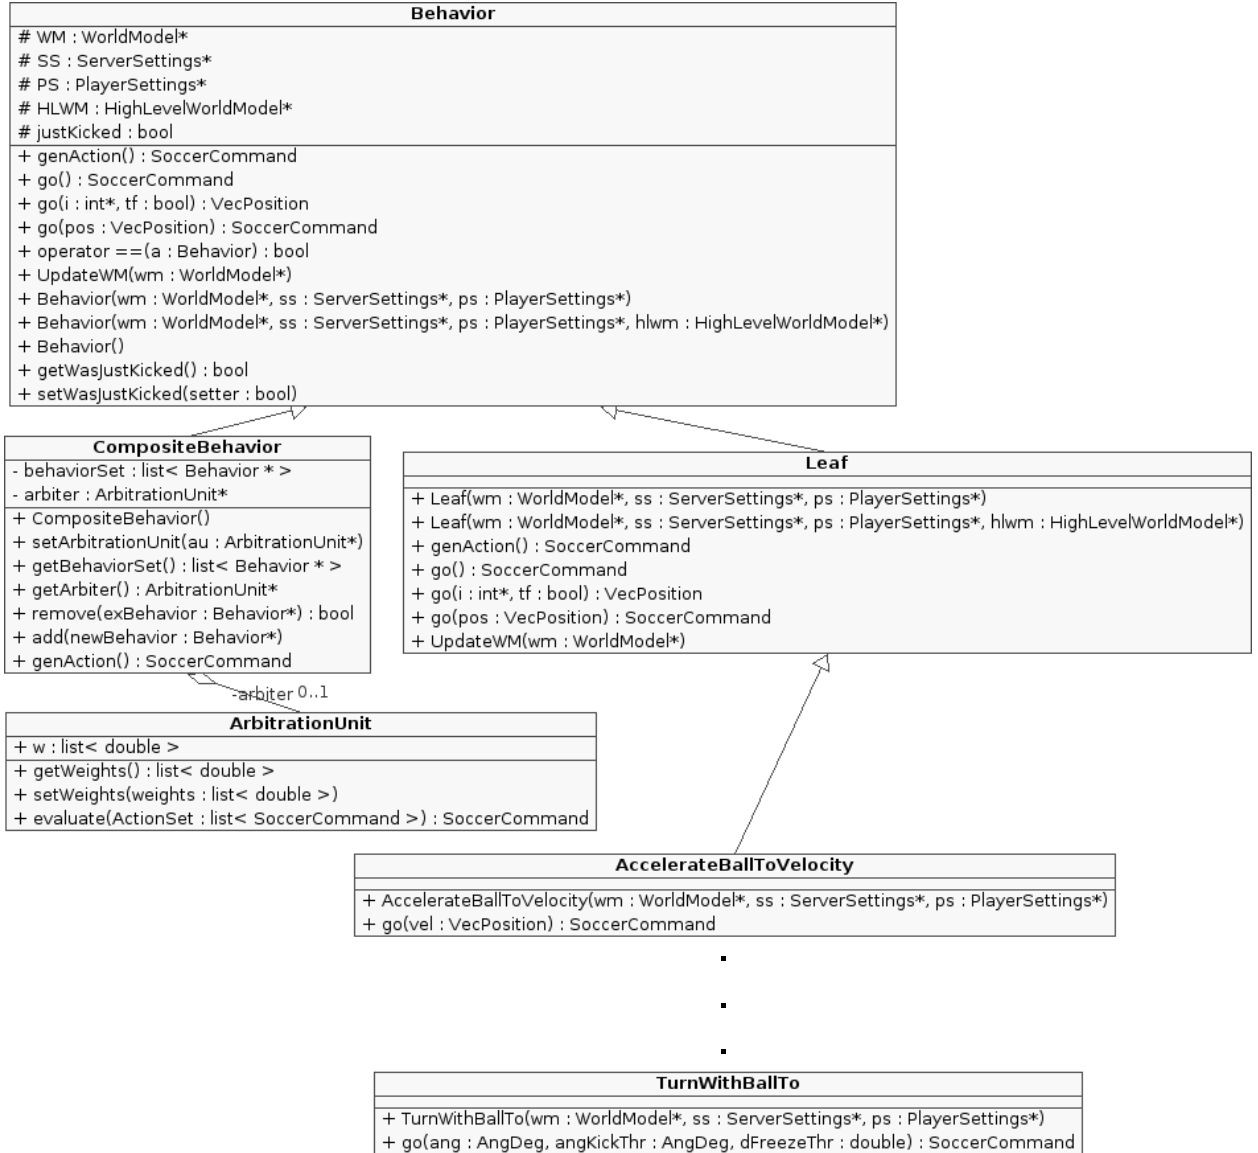 Behavior
# WM : WorldModel*
# SS : ServerSettings*
# PS : PlayerSettings*
# HLWM : HighLevelWorldModel*
# justKicked : bool
+ genAction() : SoccerCommand
+ go() : SoccerCommand
+ go(i : int*, tf : bool) : VecPosition
+ go(pos : VecPosition) : SoccerCommand
+ operator ==(a : Behavior) : bool
+ UpdateWM(wm : WorldModel*)
+ Behavior(wm : WorldModel*, ss : ServerSettings*, ps : PlayerSettings*)
+ Behavior(wm : WorldModel*, ss : ServerSettings*, ps : PlayerSettings*, hlwm : HighLevelWorldModel*)
+ Behavior()
+ getWasJustKicked() : bool
+ setWasJustKicked(setter : bool)
CompositeBehavior
- behaviorSet : list< Behavior * >
- arbiter : ArbitrationUnit*
+ CompositeBehavior()
+ setArbitrationUnit(au : ArbitrationUnit*)
+ getBehaviorSet() : list< Behavior * >
+ getArbiter() : ArbitrationUnit*
+ remove(exBehavior : Behavior*) : bool
+ add(newBehavior : Behavior*)
+ genAction() : SoccerCommand
Leaf
+ Leaf(wm : WorldModel*, ss : ServerSettings*, ps : PlayerSettings*)
+ Leaf(wm : WorldModel*, ss : ServerSettings*, ps : PlayerSettings*, hlwm : HighLevelWorldModel*)
+ genAction() : SoccerCommand
+ go() : SoccerCommand
+ go(i : int*, tf : bool) : VecPosition
+ go(pos : VecPosition) : SoccerCommand
+ UpdateWM(wm : WorldModel*)
-arbiter 0..1
ArbitrationUnit
+ w : list< double >
+ getWeights() : list< double >
+ setWeights(weights : list< double >)
+ evaluate(ActionSet : list< SoccerCommand >) : SoccerCommand
AccelerateBallToVelocity
+ AccelerateBallToVelocity(wm : WorldModel*, ss : ServerSettings*, ps : PlayerSettings*)
+ go(vel : VecPosition) : SoccerCommand
.
.
.
TurnWithBallTo
+ TurnWithBallTo(wm : WorldModel*, ss : ServerSettings*, ps : PlayerSettings*)
+ go(ang : AngDeg, angKickThr : AngDeg, dFreezeThr : double) : SoccerCommand